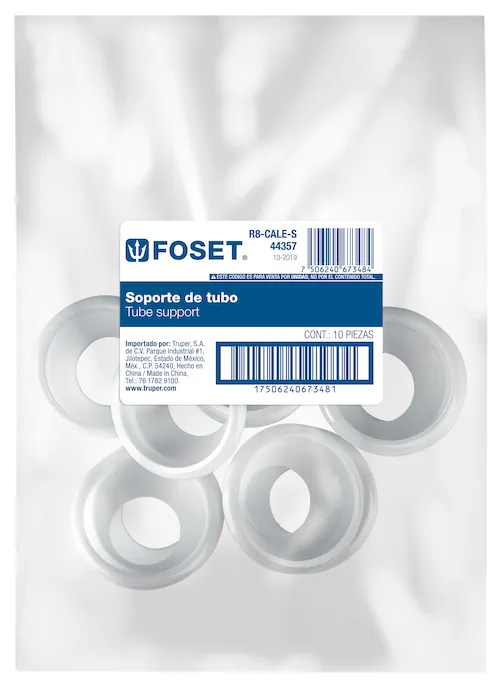 FOSET®
R8-CALE-S
44357
10-2019
7 506240 673484
ESTE CÓDIGO ES PARA VENTA POR UNIDAD, NO POR EL CONTENIDO TOTAL.
Soporte de tubo
Tube support
CONT.: 10 PIEZAS
Importado por: Truper, S.A.
de C.V. Parque Industrial #1,
Jilotepec, Estado de México,
Méx., C.P. 54240, Hecho en
China / Made in China,
Tel.: 76 1782 9100.
www.truper.com
17506240673481